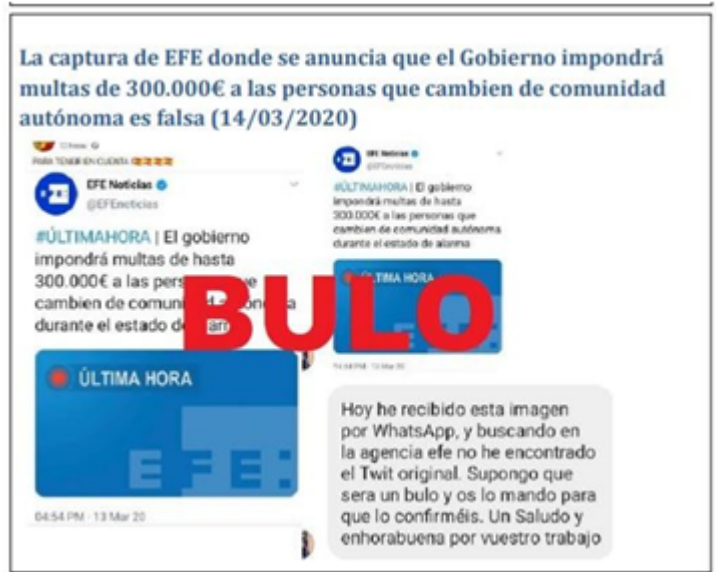 La captura de EFE donde se anuncia que el Gobierno impondrá
multas de 300.000€ a las personas que cambien de comunidad
autónoma es falsa (14/03/2020)
PARA TENER EN CUENTA
EFE Noticias
@EFEnoticias
#ÚLTIMAHORA | El gobierno
impondrá multas de hasta
300.000€ a las
cambien de
durante el estado de
ÚLTIMA HORA
EFE:
04:54 PM · 13 Mar 20
EFE Noticias
@EFEnoticias
#ÚLTIMAHORA | El gobierno
impondrá multas de hasta
300.000€ a las personas que
cambien de comunidad autónoma
durante el estado de alarma
ÚLTIMA HORA
BULO
Hoy he recibido esta imagen
por WhatsApp, y buscando en
la agencia efe no he encontrado
el Twit original. Supongo que
sera un bulo y os lo mando para
que lo confirméis. Un Saludo y
enhorabuena por vuestro trabajo